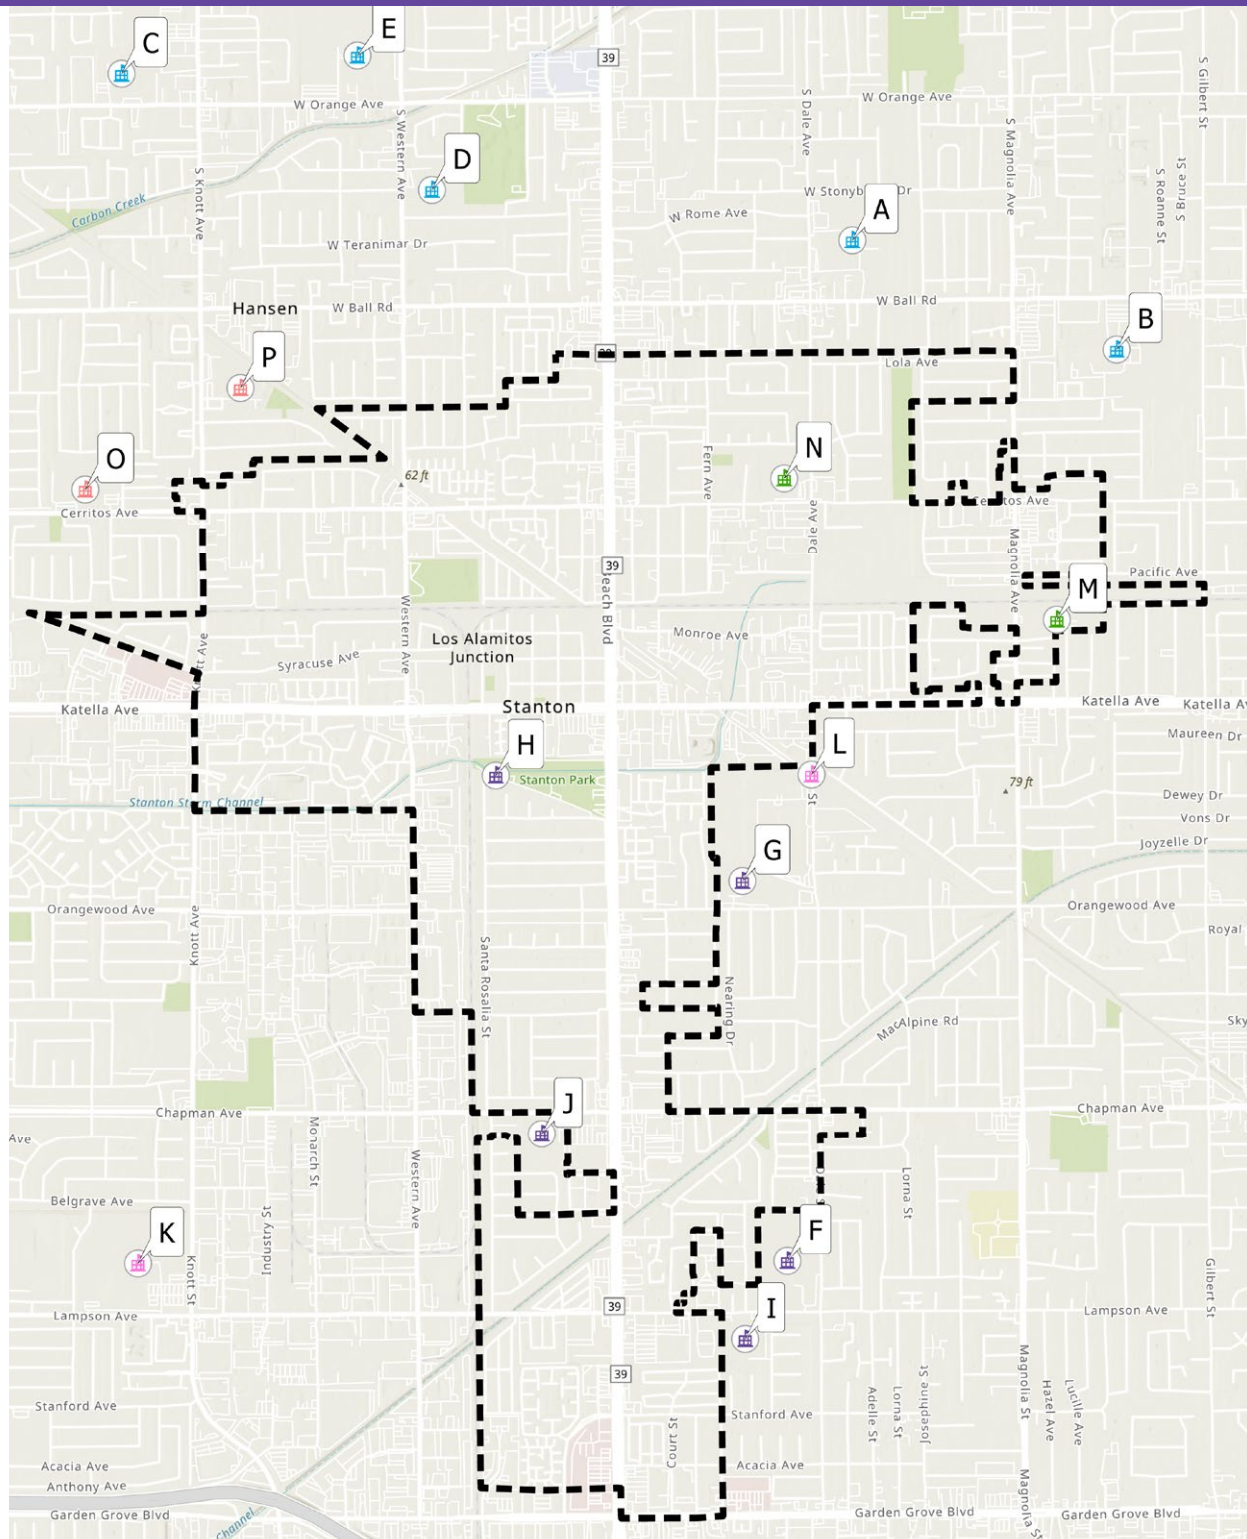 C
E
39
S Gilbert St
W Orange Ave
S Dale Ave
W Orange Ave
S Western Ave
S Magnolia Ave
D
S Bruce St
S Roanne St
S Knott Ave
W Stonyb Dr
A
Carbon Creek
W Rome Ave
W Teranimar Dr
W Ball Rd
Hansen
W Ball Rd
B
P
Lola Ave
N
Fern Ave
O
62 ft
Cerritos Ave
Dale Ave
Magnolia Ave
39
Pacific Ave
M
Western Ave
Beach Blvd
Monroe Ave
Los Alamitos
Junction
Syracuse Ave
Katella Ave
Stanton
Katella Ave
Katella Av
H
L
Maureen Dr
Stanton Park
79 ft
St
Dewey Dr
Stanton Storm Channel
Vons Dr
G
Joyzelle Dr
Orangewood Ave
Orangewood Ave
Knott Ave
Royal
Santa Rosalia St
Nearing Dr
MacAlpine Rd
Sky
J
Chapman Ave
Chapman Ave
Ave
Monarch St
Western Ave
Lorna St
Belgrave Ave
Industry St
K
F
Knott St
Gilbert St
I
39
Lampson Ave
Lampson Ave
39
Magnolia St
Hazel Ave
Lucille Ave
Adelle St
Lorna St
Josephine St
Stanford Ave
Stanford Ave
Court St
Acacia Ave
Acacia Ave
Anthony Ave
Magnolia St
Garden Grove Blvd
Channel
Garden Grove Blvd
Garden Grove Blvd